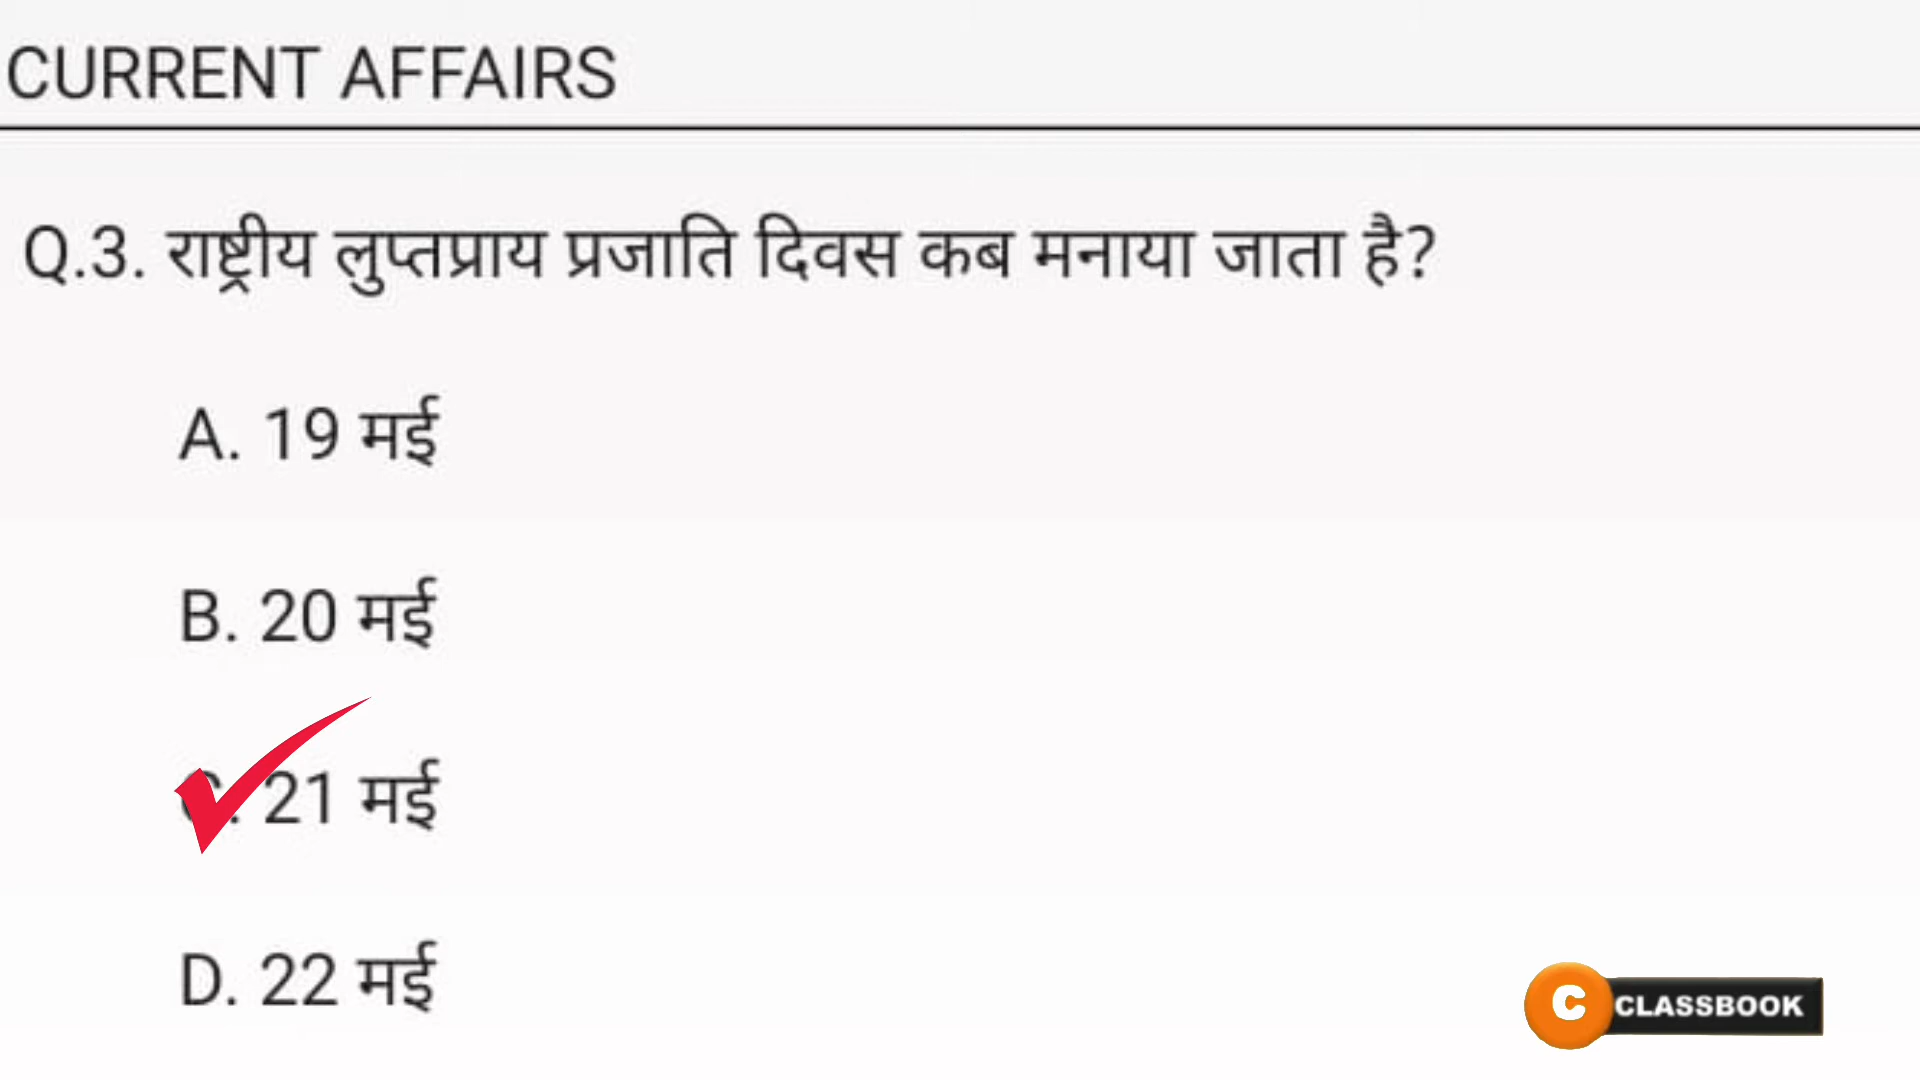 CURRENT AFFAIRS
Q.3. राष्ट्रीय लुप्तप्राय प्रजाति दिवस कब मनाया जाता है?
A. 19 मई
B. 20 मई
C. 21 मई
D. 22 मई
C CLASSBOOK